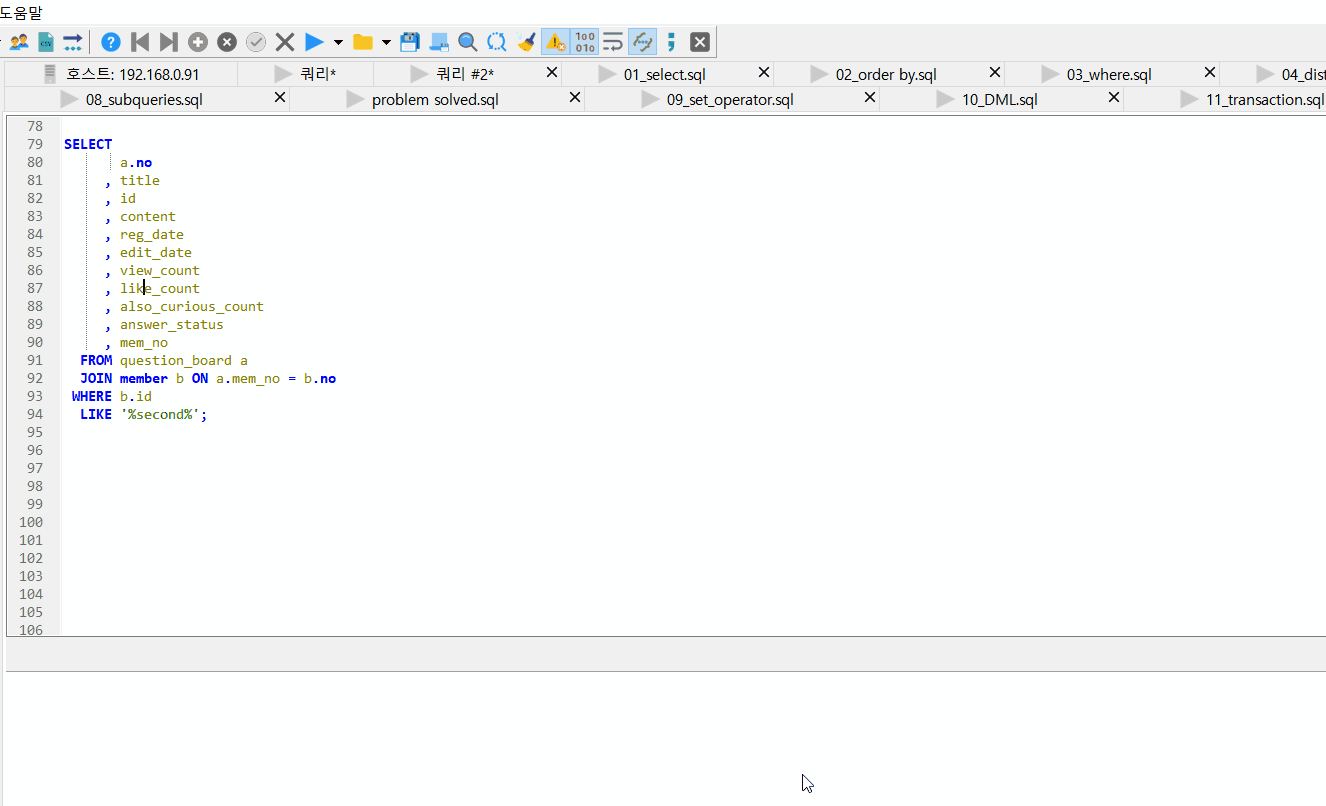 도움말
호스트: 192.168.0.91 쿼리* 쿼리 #2* 01_select.sql 02_order by.sql 03_where.sql 04_dist
08_subqueries.sql problem solved.sql 09_set_operator.sql 10_DML.sql 11_transaction.sql
78
79 SELECT
80 a.no
81 , title
82 , id
83 , content
84 , reg_date
85 , edit_date
86 , view_count
87 , like_count
88 , also_curious_count
89 , answer_status
90 , mem_no
91 FROM question_board a
92 JOIN member b ON a.mem_no = b.no
93 WHERE b.id
94 LIKE '%second%';
95
96
97
98
99
100
101
102
103
104
105
106